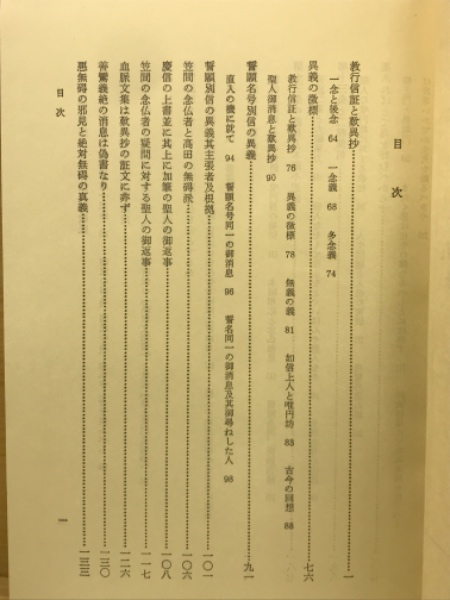 目次
教行信証と歎異抄…………一
一念と後念 64 一念義 68 多念義 74
異義の徴標…………七六
教行信証と歎異抄 76 異義の徴標 78 無義の義 81 如信上人と唯円坊 83 古今の回想 88
聖人御消息と歎異抄 90
誓願名号別信の異義…………九一
直入の機に就て 94 誓願名号同一の御消息 96 誓名同一の御消息及其御尋ねした人 98
誓願別信の異義其主張者及根拠…………一〇一
笠間の念仏者と高田の無碍派…………一〇六
慶信の上書並に其上に加筆の聖人の御返事…………一〇八
笠間の念仏者の疑問に対する聖人の御返事…………一一七
血脈文集は歎異抄の証文に非ず…………一二六
善鸞義絶の消息は偽書なり…………一三〇
悪無碍の邪見と絶対無碍の真義…………一三三
目次
一